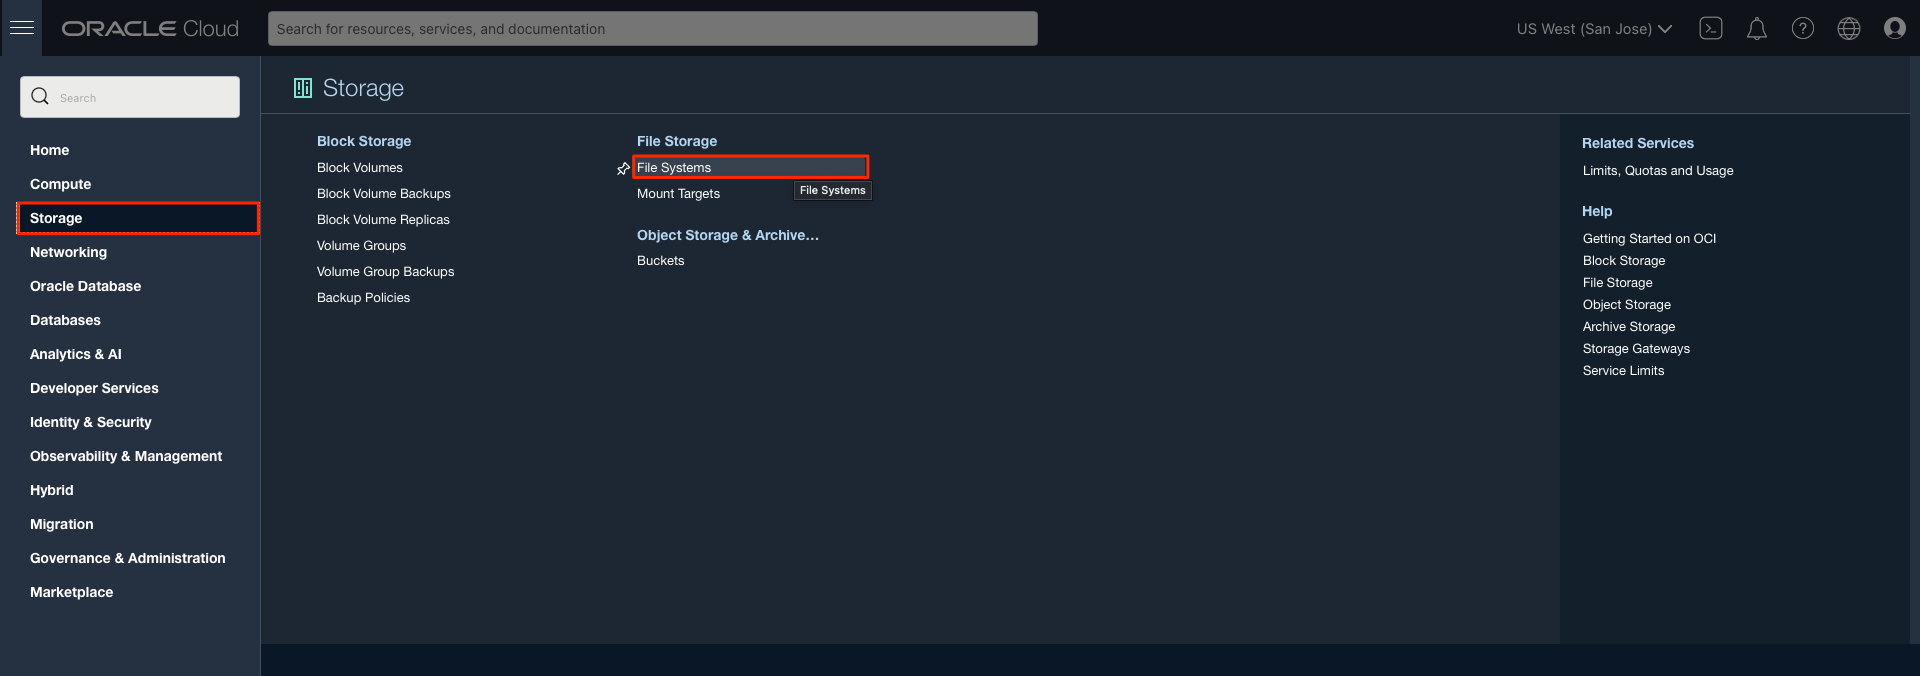 ORACLE Cloud
Search for resources, services, and documentation
US West (San Jose)
Search
Home
Compute
Storage
Networking
Oracle Database
Databases
Analytics & AI
Developer Services
Identity & Security
Observability & Management
Hybrid
Migration
Governance & Administration
Marketplace
Storage
Block Storage
Block Volumes
Block Volume Backups
Block Volume Replicas
Volume Groups
Volume Group Backups
Backup Policies
File Storage
File Systems
Mount Targets
File Systems
Object Storage & Archive...
Buckets
Related Services
Limits, Quotas and Usage
Help
Getting Started on OCI
Block Storage
File Storage
Object Storage
Archive Storage
Storage Gateways
Service Limits